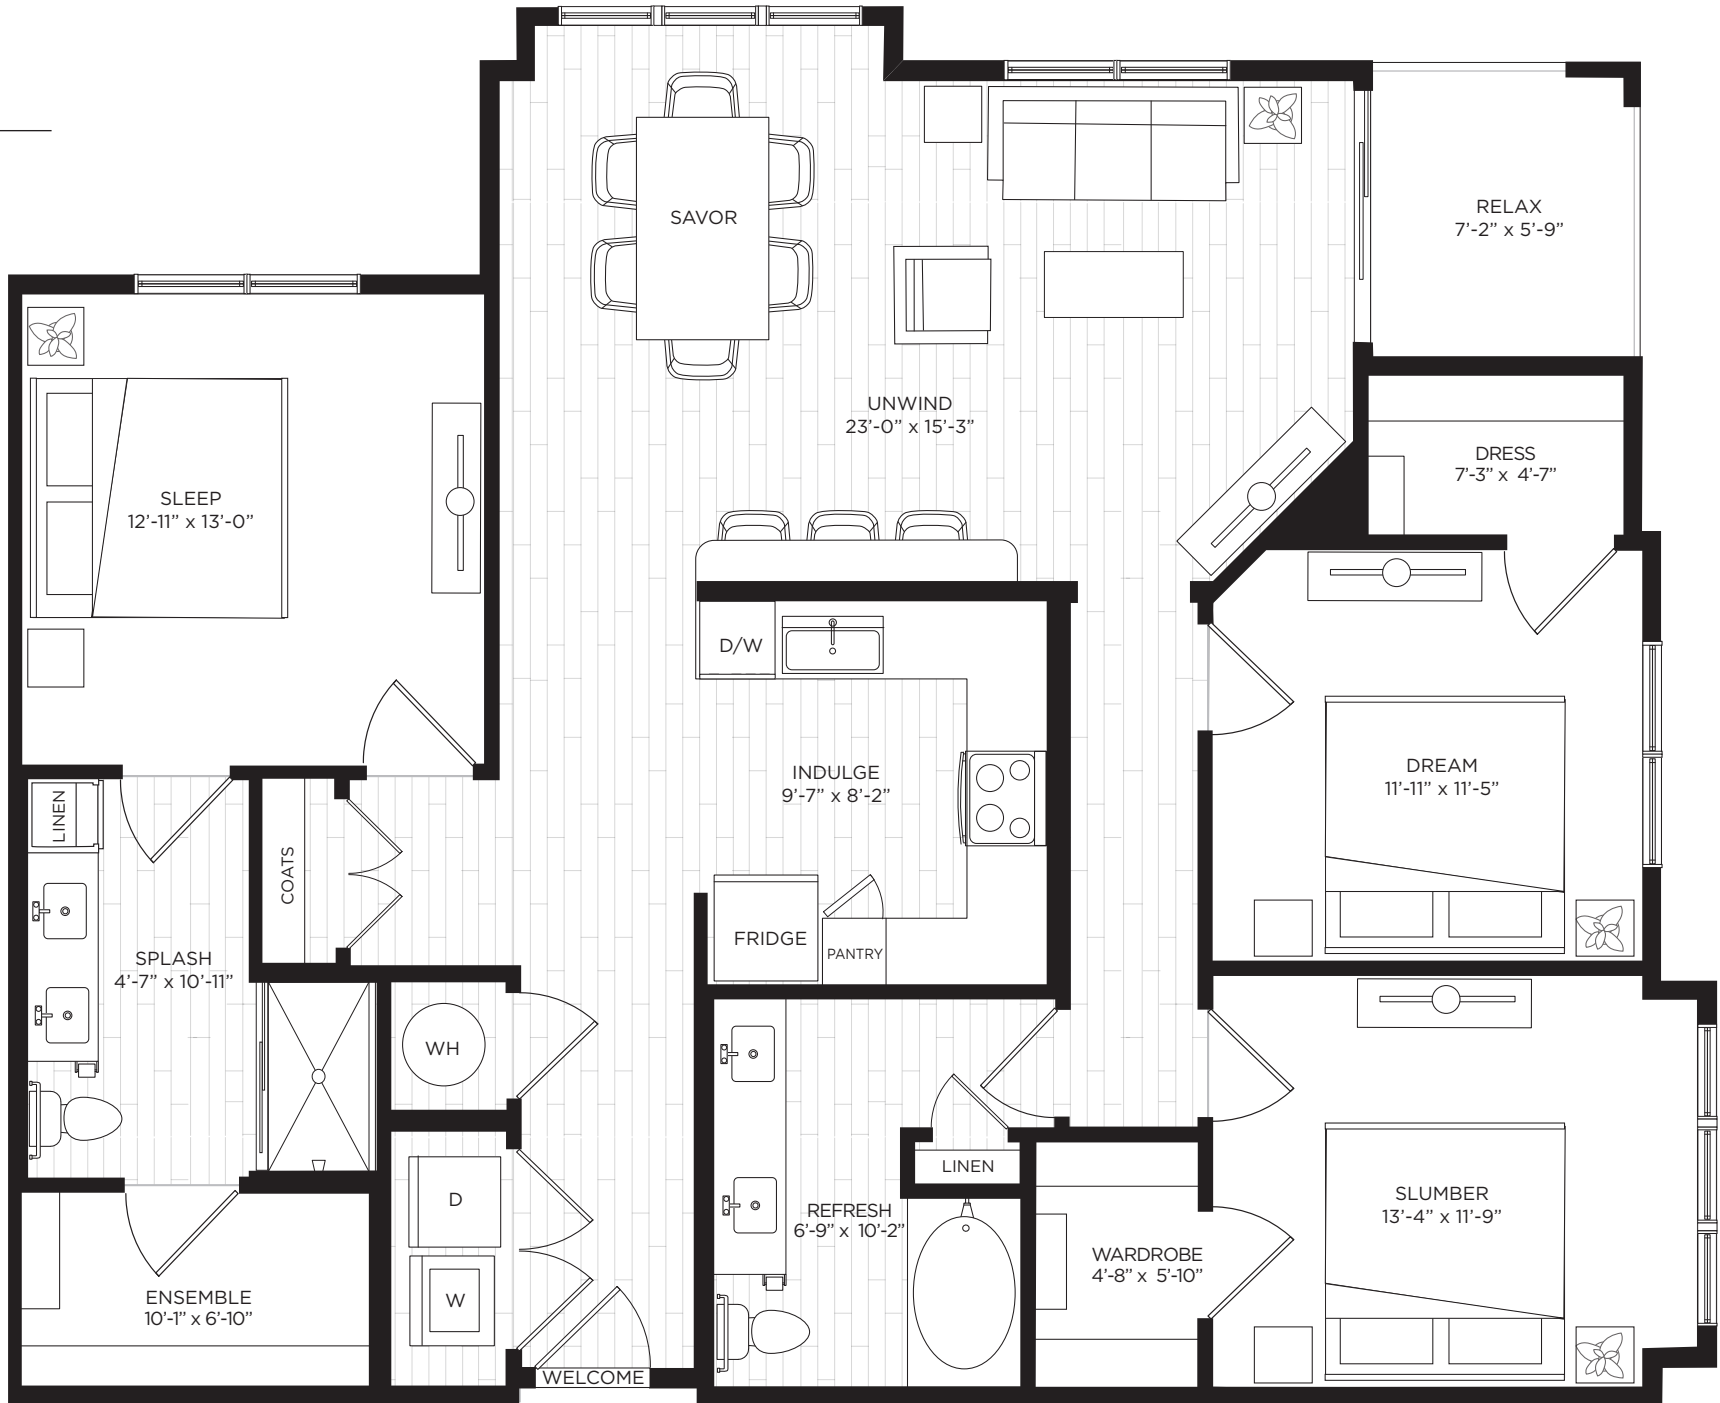 SAVOR
RELAX
7'-2" x 5'-9"
UNWIND
23'-0" x 15'-3"
DRESS
7'-3" x 4'-7"
SLEEP
12'-11" x 13'-0"
D/W
INDULGE
9'-7" x 8'-2"
DREAM
11'-11" x 11'-5"
LINEN
COATS
FRIDGE
PANTRY
SPLASH
4'-7" x 10'-11"
WH
LINEN
D
REFRESH
6'-9" x 10'-2"
SLUMBER
13'-4" x 11'-9"
WARDROBE
4'-8" x 5'-10"
ENSEMBLE
10'-1" x 6'-10"
W
WELCOME